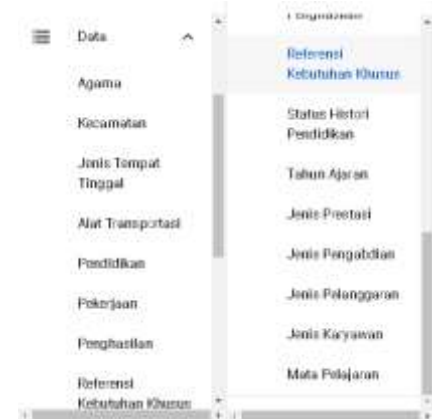 Data
Agama
Kecamatan
Jenis Tempat
Tinggal
Alat Transportasi
Pendidikan
Pekerjaan
Penghasilan
Referensi
Kebutuhan Khusus
Referensi
Kebutuhan Khusus
Status Histori
Pendidikan
Tahun Ajaran
Jenis Prestasi
Jenis Pengabdian
Jenis Pelanggaran
Jenis Karyawan
Mata Pelajaran